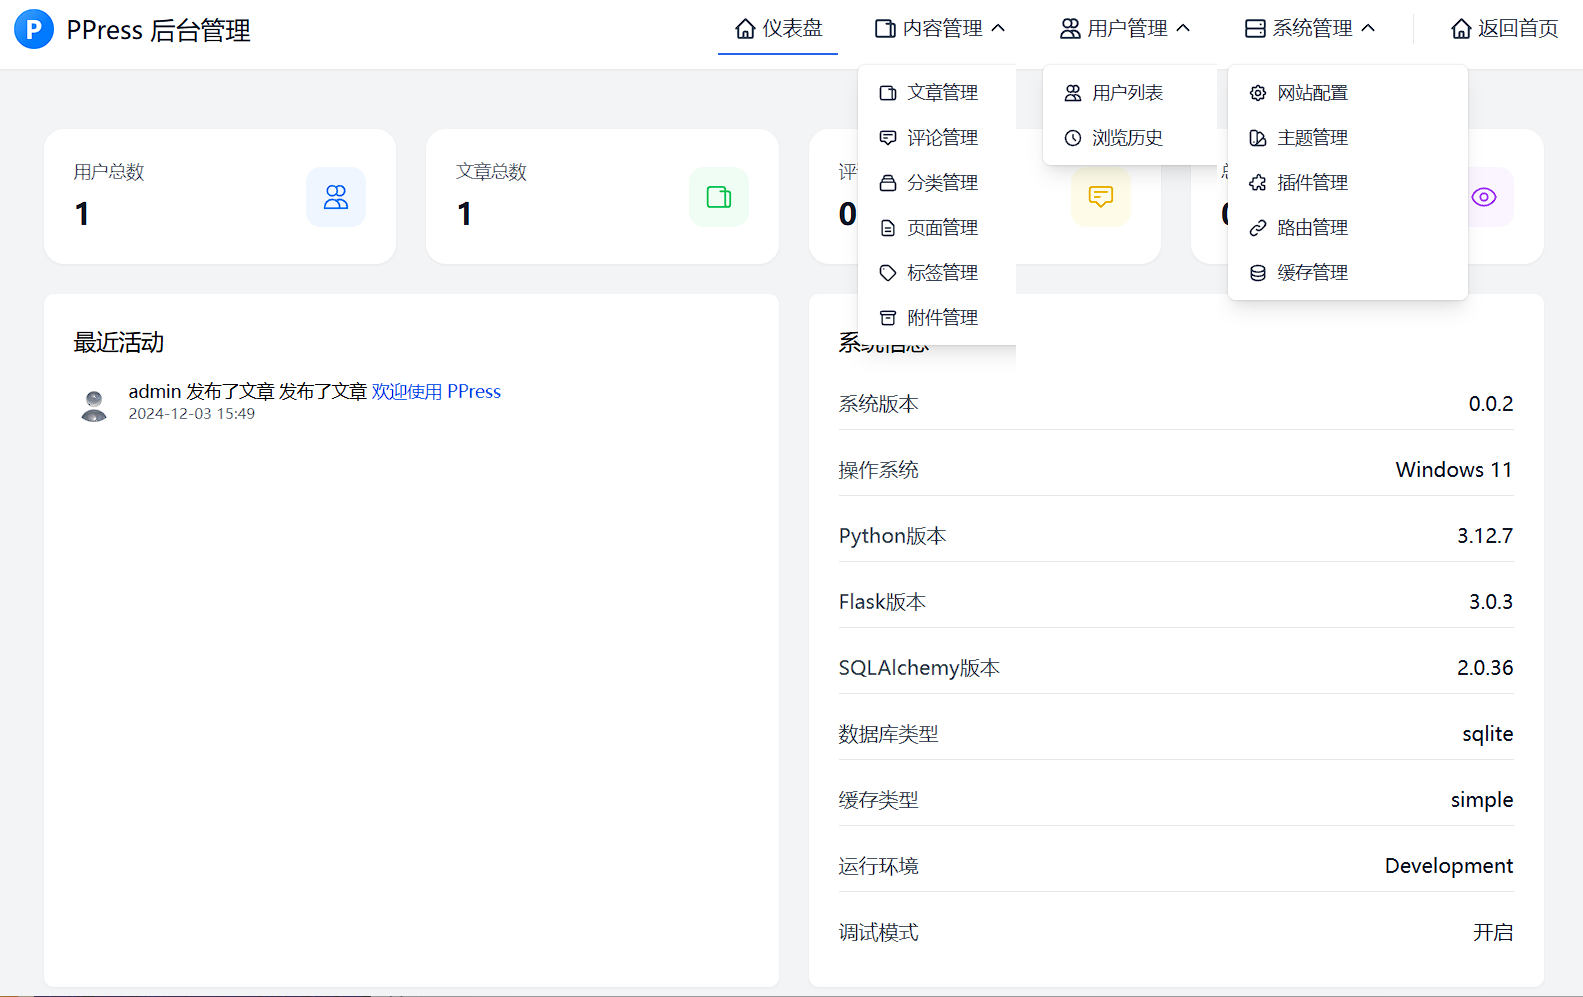 P PPress 后台管理
仪表盘
内容管理
用户管理
系统管理
返回首页
文章管理
评论管理
分类管理
页面管理
标签管理
附件管理
用户列表
浏览历史
网站配置
主题管理
插件管理
路由管理
缓存管理
用户总数
1
文章总数
1
评
0
最近活动
admin 发布了文章 发布了文章 欢迎使用 PPress
2024-12-03 15:49
系统信息
系统版本 0.0.2
操作系统 Windows 11
Python版本 3.12.7
Flask版本 3.0.3
SQLAlchemy版本 2.0.36
数据库类型 sqlite
缓存类型 simple
运行环境 Development
调试模式 开启